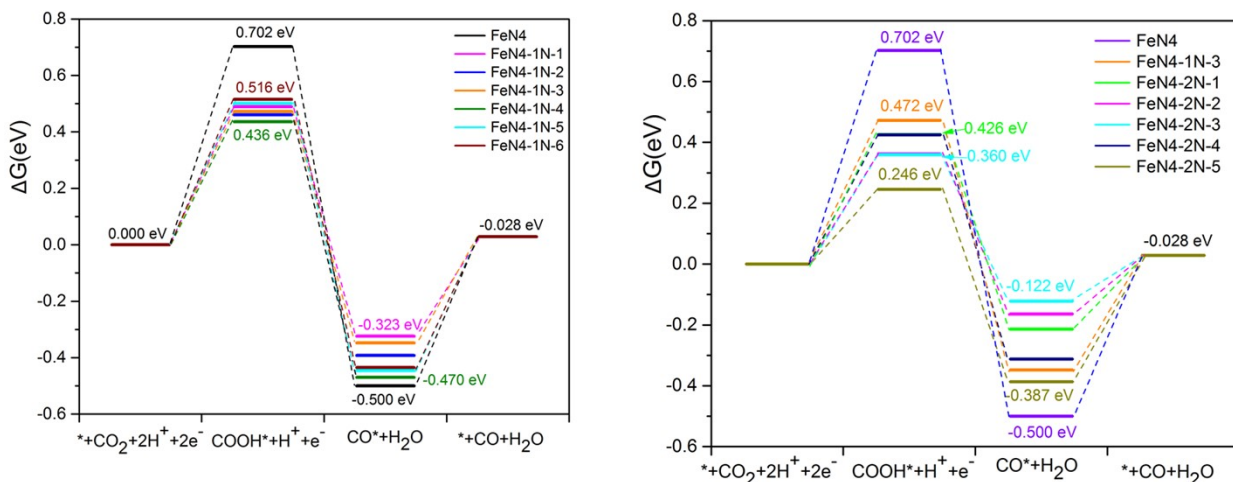 0.8
0.6
0.4
0.2
0.0
-0.2
-0.4
-0.6
ΔG(eV)
0.702 eV
0.516 eV
0.436 eV
0.000 eV
-0.028 eV
-0.323 eV
-0.470 eV
-0.500 eV
FeN4
FeN4-1N-1
FeN4-1N-2
FeN4-1N-3
FeN4-1N-4
FeN4-1N-5
FeN4-1N-6
*+CO₂+2H⁺+2e⁻
COOH*+H⁺+e⁻
CO*+H₂O
*+CO+H₂O
0.8
0.6
0.4
0.2
0.0
-0.2
-0.4
-0.6
ΔG(eV)
0.702 eV
0.472 eV
0.426 eV
0.360 eV
0.246 eV
-0.028 eV
-0.122 eV
-0.387 eV
-0.500 eV
FeN4
FeN4-1N-3
FeN4-2N-1
FeN4-2N-2
FeN4-2N-3
FeN4-2N-4
FeN4-2N-5
*+CO₂+2H⁺+2e⁻
COOH*+H⁺+e⁻
CO*+H₂O
*+CO+H₂O